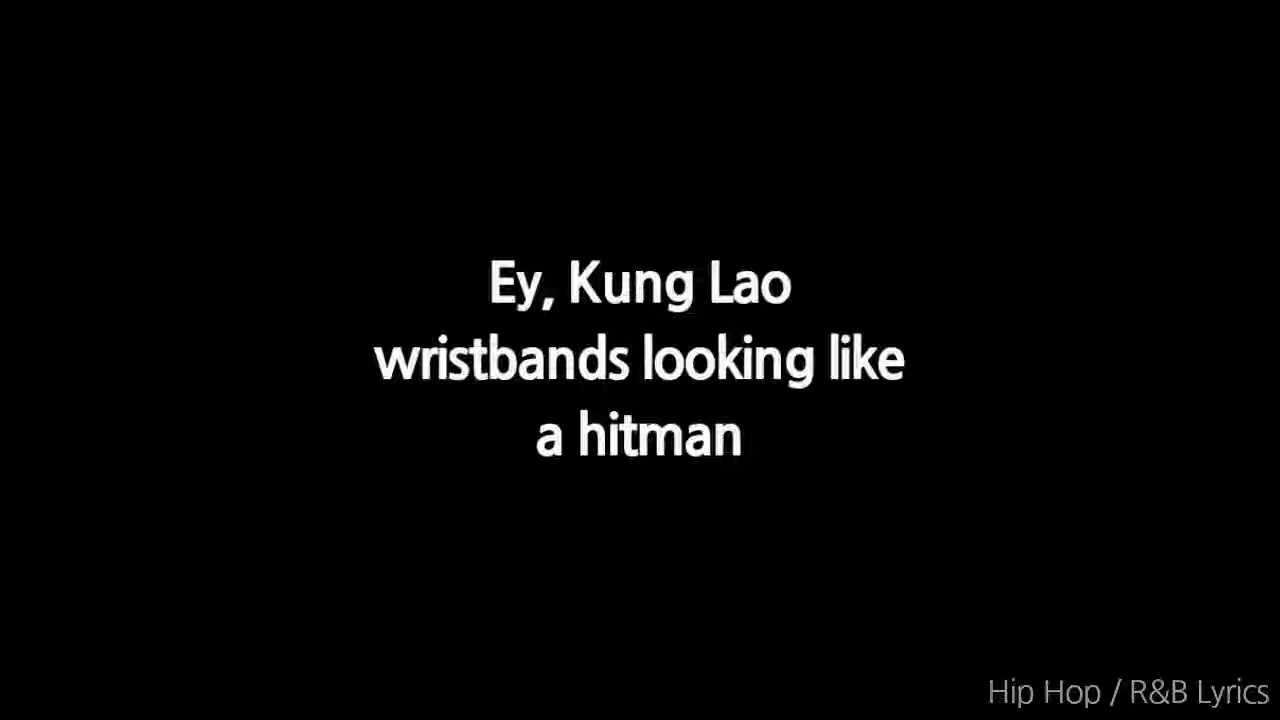 Ey, Kung Lao
wristbands looking like
a hitman
Hip Hop / R&B Lyrics